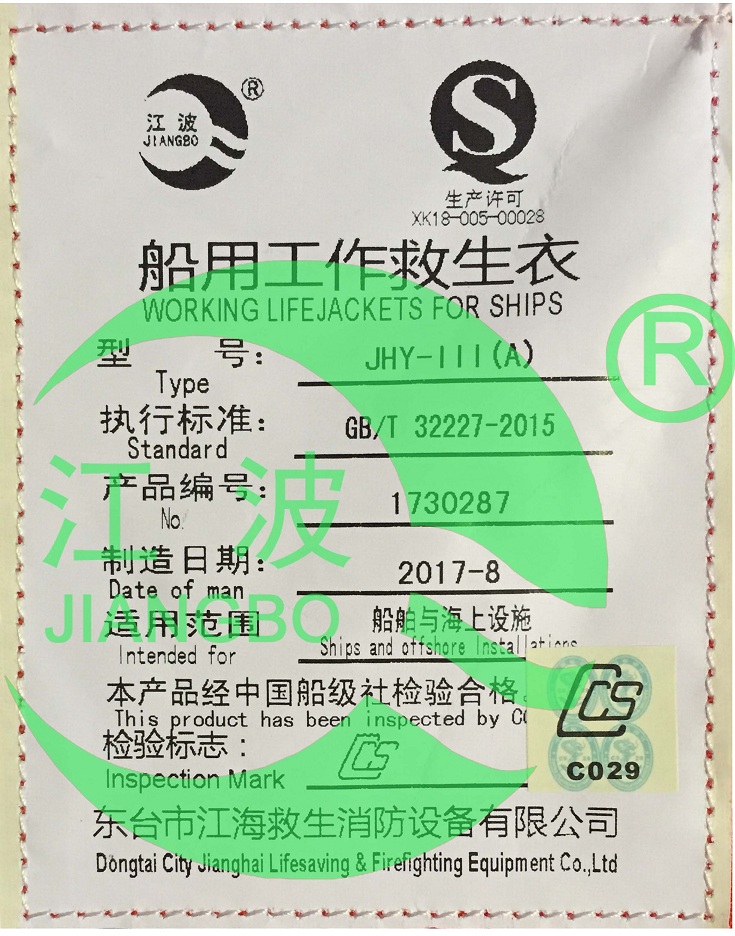 江 波
JIANGBO
®
S
生产许可
XK18-005-00028
船用工作救生衣
WORKING LIFEJACKETS FOR SHIPS
®
型 号: JHY-III(A)
Type
执行标准: GB/T 32227-2015
Standard
产品编号: 1730287
No.
制造日期: 2017-8
Date of man
适用范围 船舶与海上设施
Intended for Ships and offshore Installations
江 波
JIANGBO
本产品经中国船级社检验合格。
This product has been inspected by CC
检验标志: CCS
Inspection Mark
CCS
C029
东台市江海救生消防设备有限公司
Dongtai City Jianghai Lifesaving & Firefighting Equipment Co.,Ltd